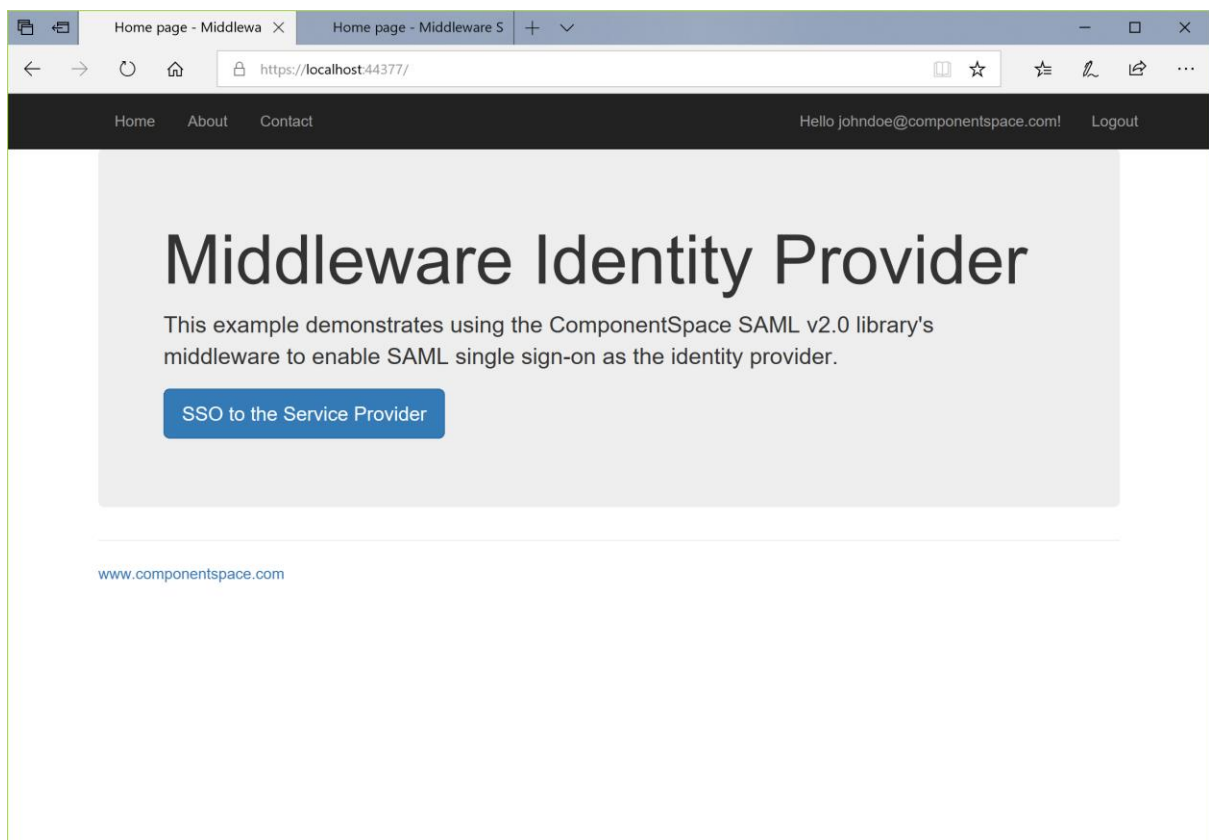 Home page - Middlewa
Home page - Middleware S
https://localhost:44377/
Home About Contact Hello johndoe@componentspace.com! Logout
Middleware Identity Provider
This example demonstrates using the ComponentSpace SAML v2.0 library's
middleware to enable SAML single sign-on as the identity provider.
SSO to the Service Provider
www.componentspace.com